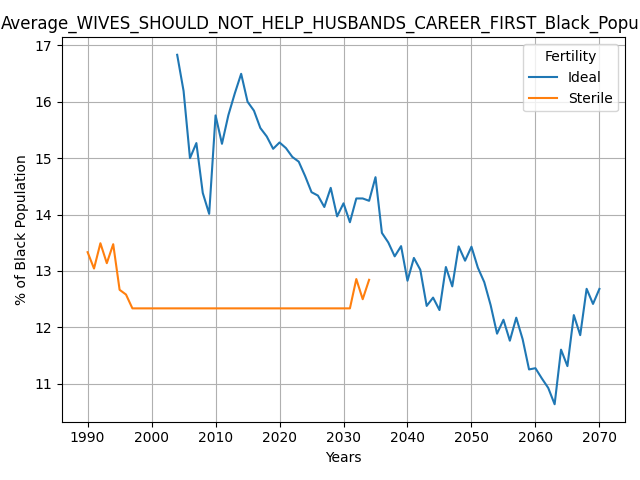 Average_WIVES_SHOULD_NOT_HELP_HUSBANDS_CAREER_FIRST_Black_Popu
17
16
15
14
13
12
11
% of Black Population
Fertility
Ideal
Sterile
1990 2000 2010 2020 2030 2040 2050 2060 2070
Years